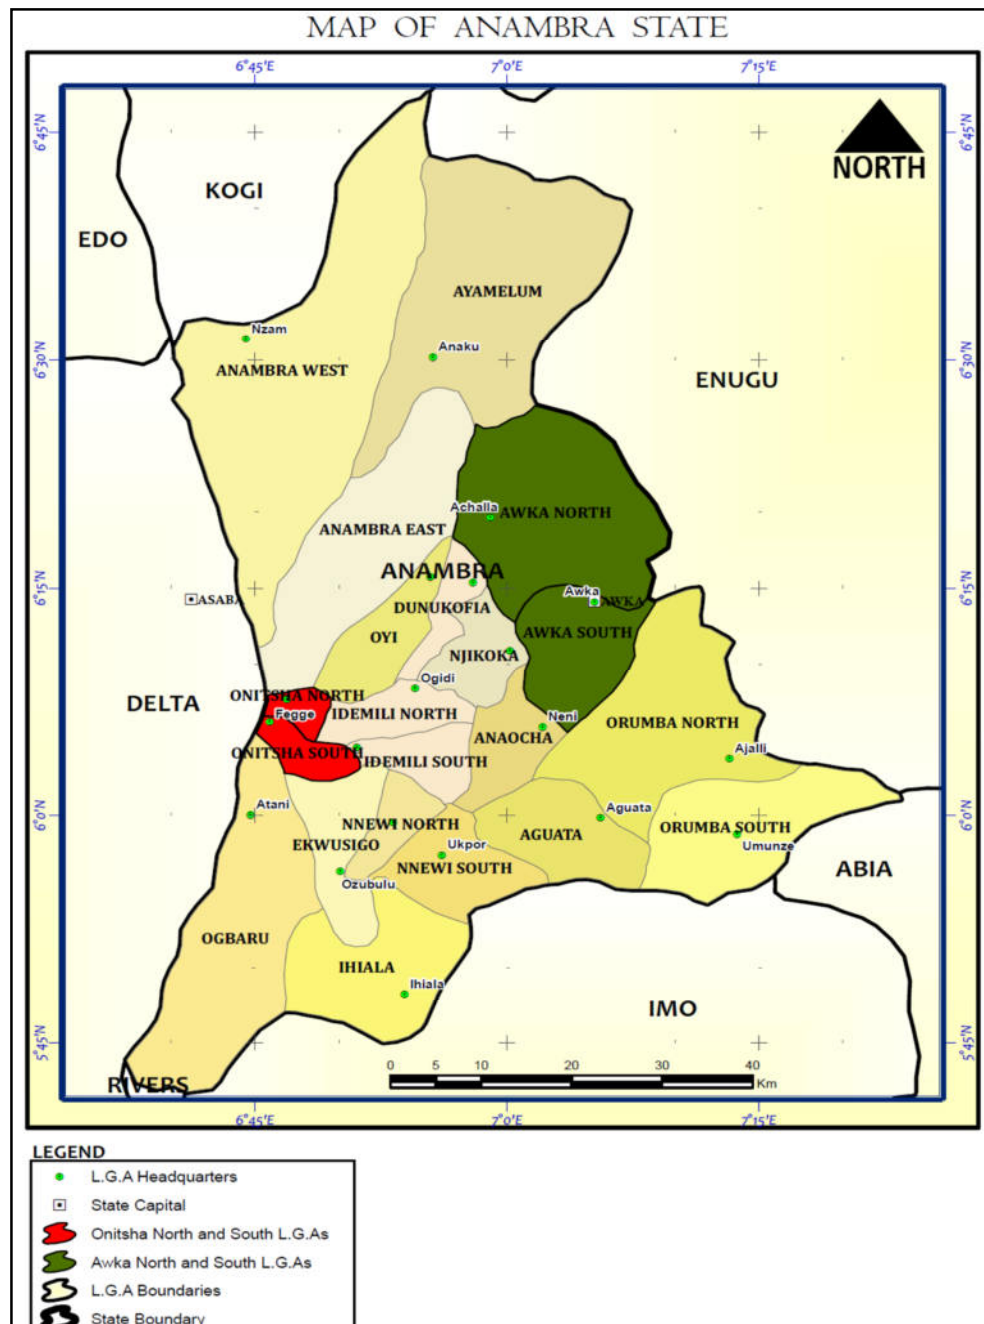 MAP OF ANAMBRA STATE
6°45'E 7°0'E 7°15'E
6°45'N 6°45'N
NORTH
KOGI
EDO
AYAMELUM
Nzam
Anaku
6°30'N 6°30'N
ANAMBRA WEST
ENUGU
Achalla
AWKA NORTH
ANAMBRA EAST
ANAMBRA
6°15'N 6°15'N
ASABA
Awka
AWKA
DUNUKOFIA
OYI
AWKA SOUTH
NJIKOKA
Ogidi
DELTA
ONITSHA NORTH
Fegge
IDEMILI NORTH
Neni
ORUMBA NORTH
ANAOCHA
ONITSHA SOUTH
IDEMILI SOUTH
Ajalli
Atani
6°0'N 6°0'N
NNEWI NORTH
Aguata
AGUATA
ORUMBA SOUTH
Umunze
EKWUSIGO
Ukpor
NNEWI SOUTH
ABIA
Ozubulu
OGBARU
IHIALA
Ihiala
IMO
5°45'N 5°45'N
0 5 10 20 30 40
Km
RIVERS
6°45'E 7°0'E 7°15'E
LEGEND
L.G.A Headquarters
State Capital
Onitsha North and South L.G.As
Awka North and South L.G.As
L.G.A Boundaries
State Boundary